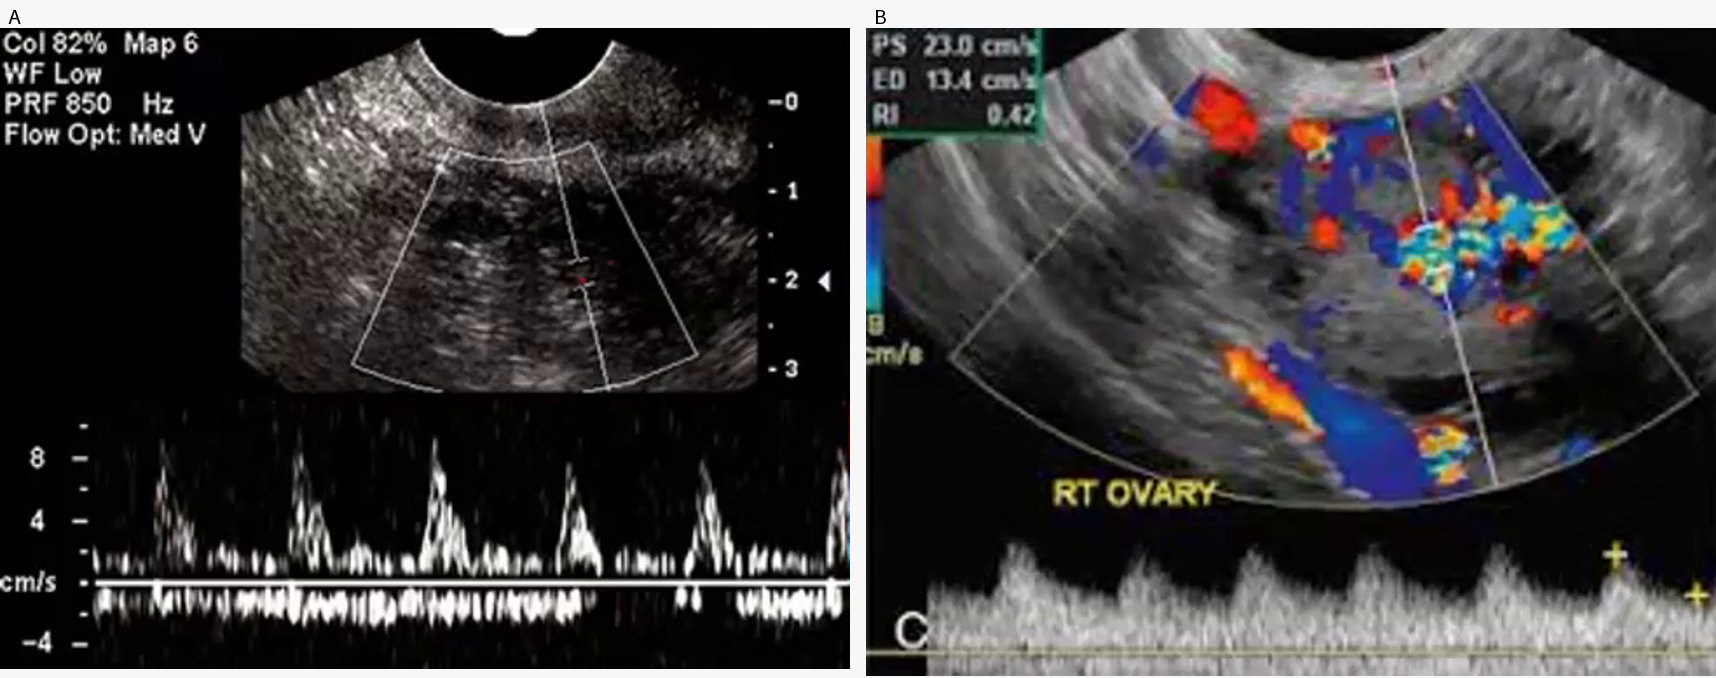 A
Col 82% Map 6
WF Low
PRF 850 Hz
Flow Opt: Med V
0
1
2
3
8
4
cm/s
-4
B
PS 23.0 cm/s
ED 13.4 cm/s
RI 0.42
cm/s
RT OVARY
C